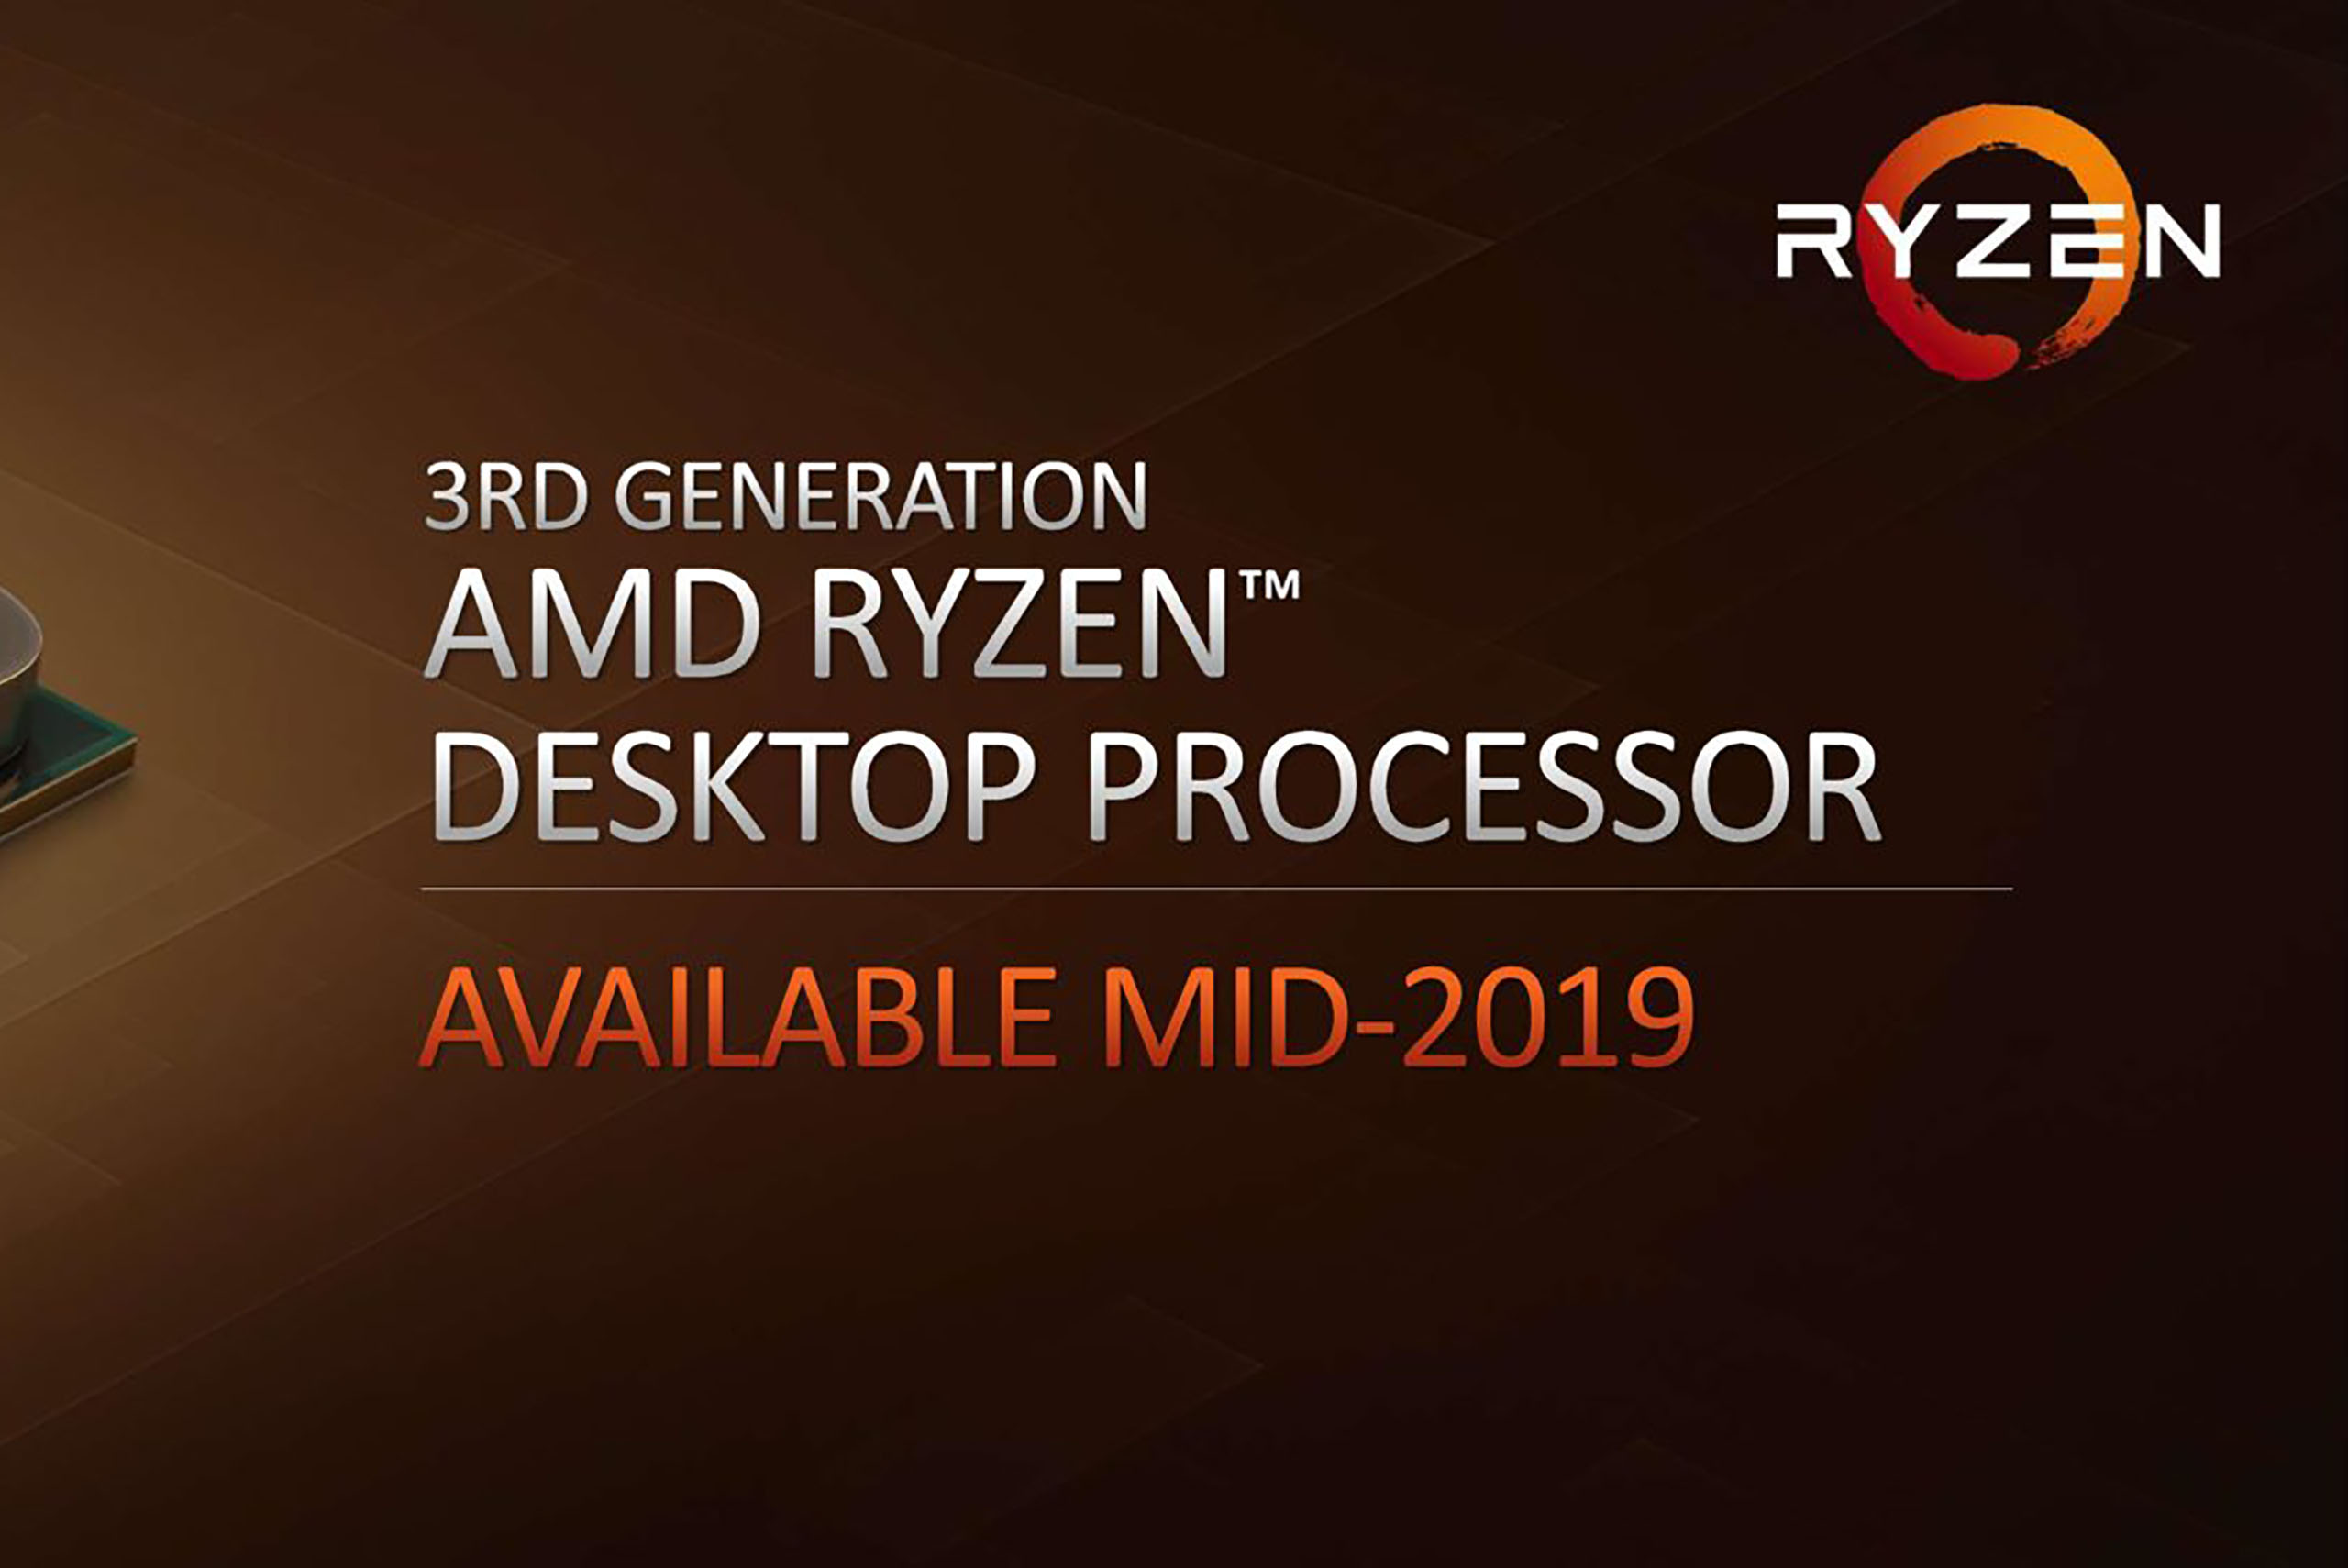 RYZEN
3RD GENERATION
AMD RYZEN™
DESKTOP PROCESSOR
AVAILABLE MID-2019